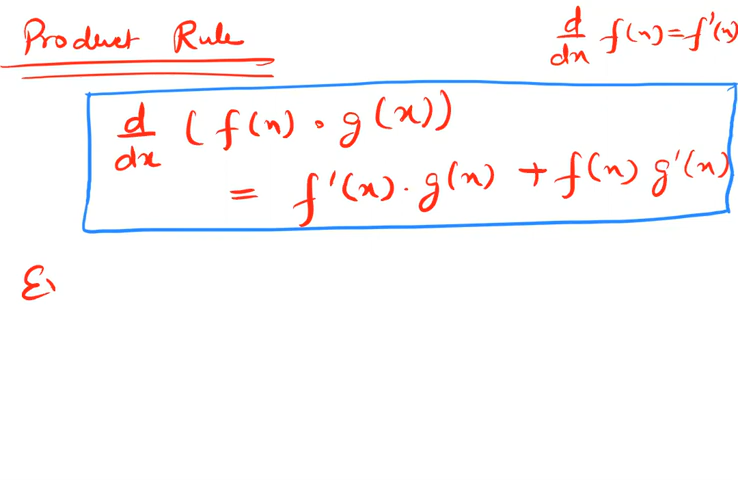 Product Rule
d/dx f(x) = f'(x)
d/dx (f(x) · g(x))
= f'(x) · g(x) + f(x) g'(x)